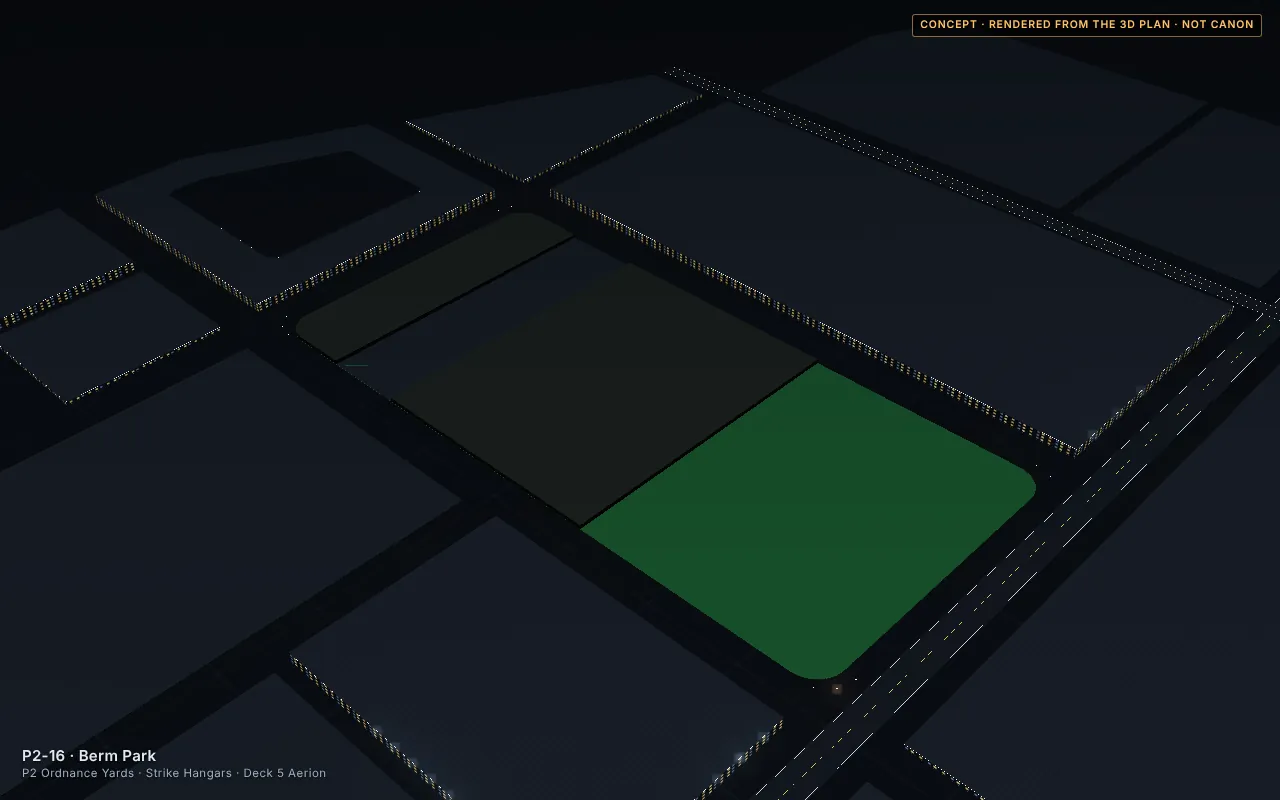 CONCEPT · RENDERED FROM THE 3D PLAN · NOT CANON
P2-16 · Berm Park
P2 Ordnance Yards · Strike Hangars · Deck 5 Aerion